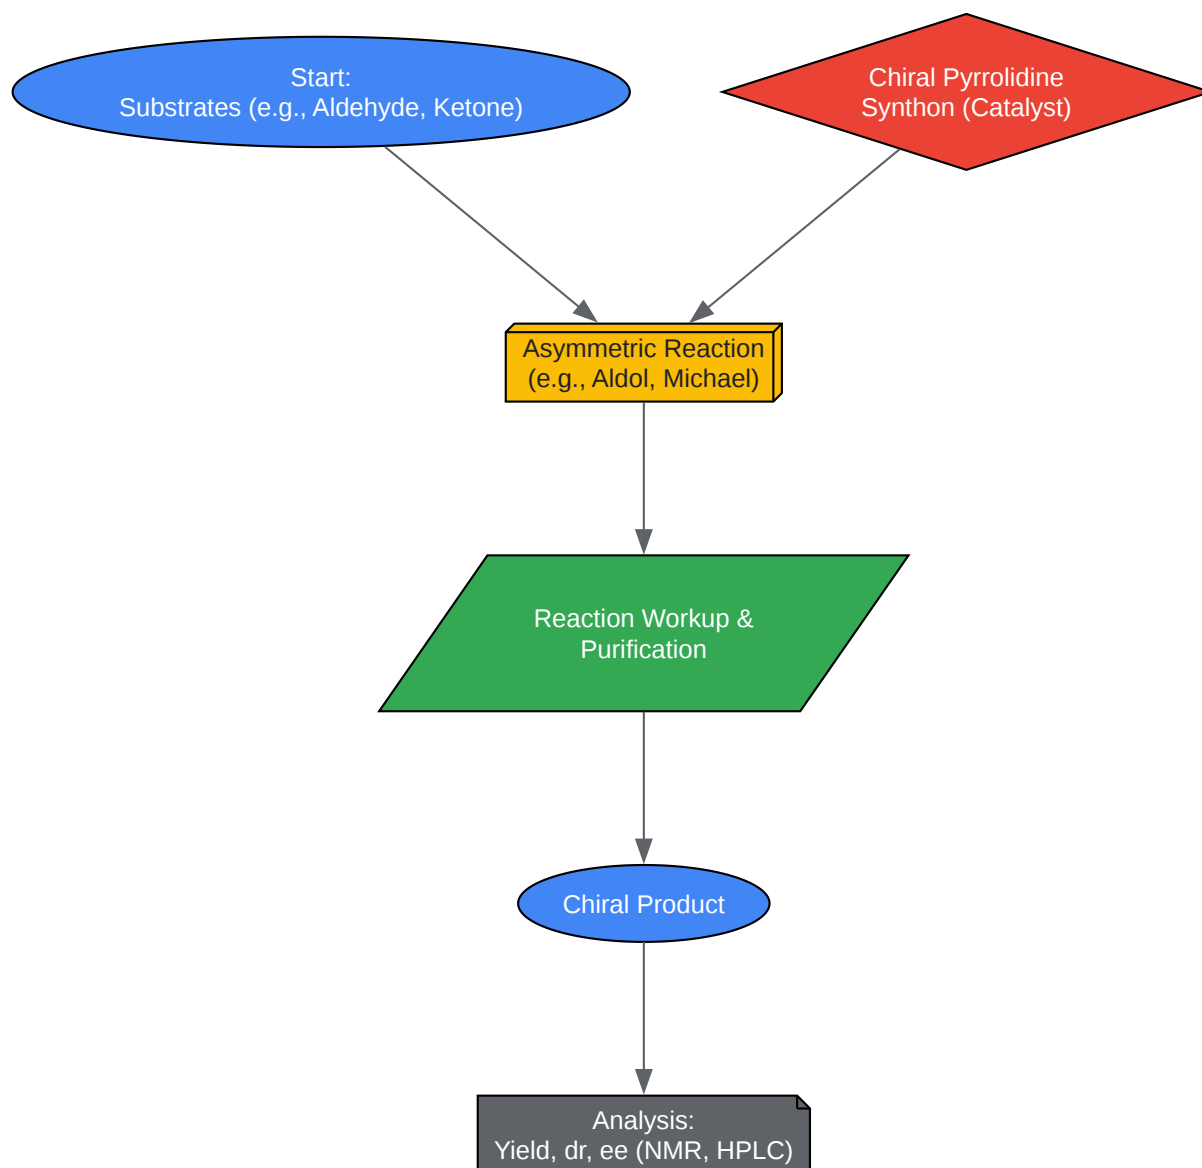 Start:
Substrates (e.g., Aldehyde, Ketone)
Chiral Pyrrolidine
Synthon (Catalyst)
Asymmetric Reaction
(e.g., Aldol, Michael)
Reaction Workup &
Purification
Chiral Product
Analysis:
Yield, dr, ee (NMR, HPLC)